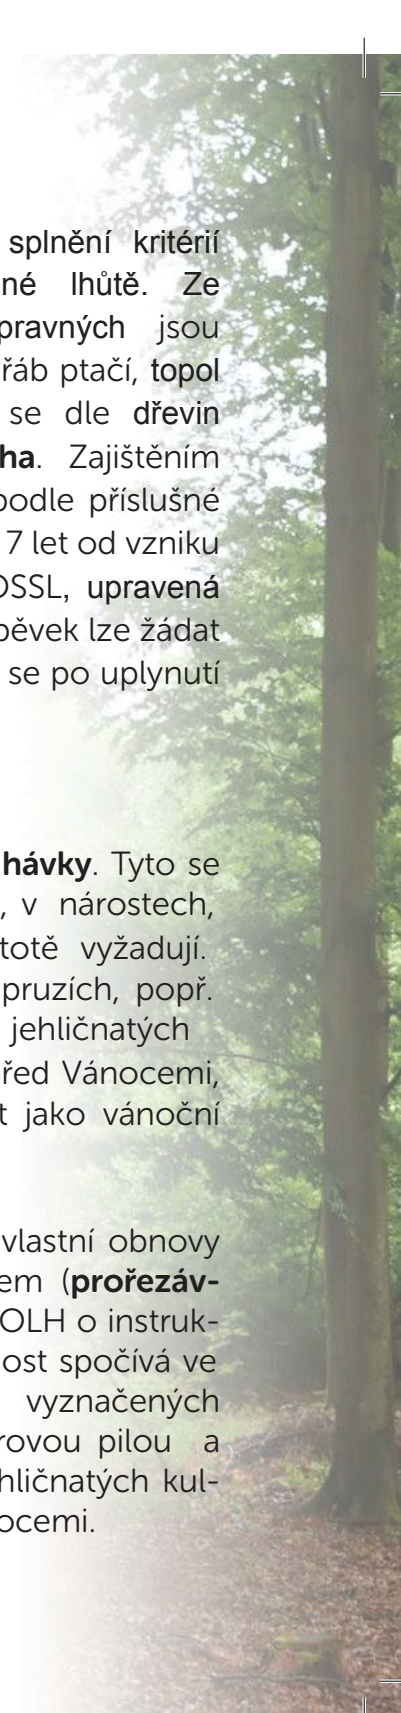 splnění kritérií
né lhůtě. Ze
pravných jsou
řáb ptačí, topol
se dle dřevin
ha. Zajištěním
podle příslušné
7 let od vzniku
OSSL, upravená
pěvek lze žádat
se po uplynutí
hávky. Tyto se
, v nárostech,
totě vyžadují.
pruzích, popř.
jehličnatých
řed Vánocemi,
t jako vánoční
vlastní obnovy
em (prořezáv-
OLH o instruk-
ost spočívá ve
vyznačených
rovou pilou a
hličnatých kul-
ocemi.